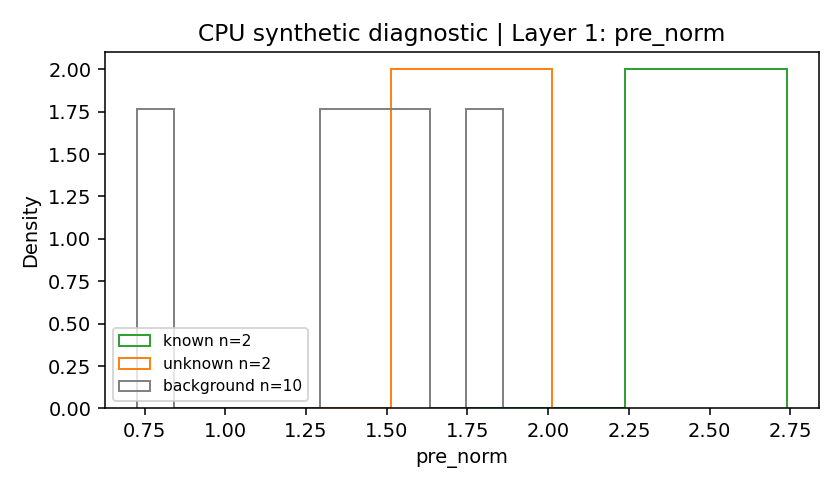 CPU synthetic diagnostic | Layer 1: pre_norm
Density
2.00
1.75
1.50
1.25
1.00
0.75
0.50
0.25
0.00
known n=2
unknown n=2
background n=10
0.75 1.00 1.25 1.50 1.75 2.00 2.25 2.50 2.75
pre_norm